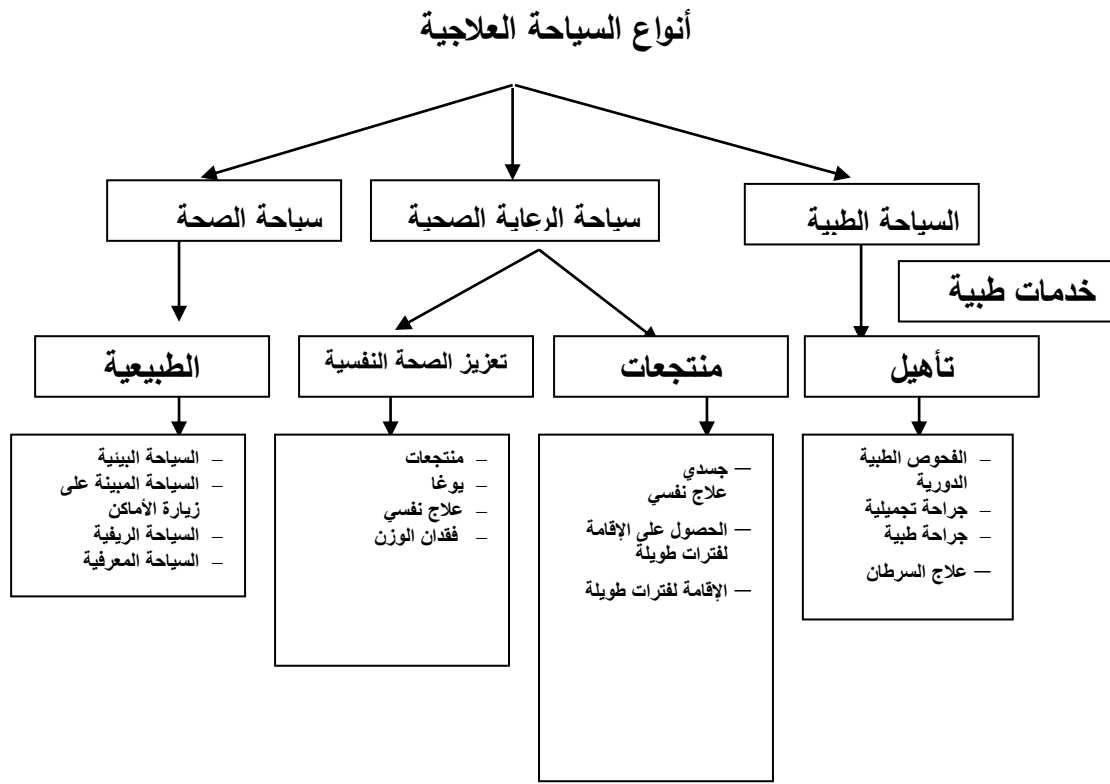 أنواع السياحة العلاجية
السياحة الطبية
سياحة الرعاية الصحية
سياحة الصحة
خدمات طبية
تأهيل
منتجعات
تعزيز الصحة النفسية
الطبيعية
– الفحوص الطبية
الدورية
– جراحة تجميلية
– جراحة طبية
— علاج السرطان
— جسدي
علاج نفسي
— الحصول على الإقامة
لفترات طويلة
— الإقامة لفترات طويلة
– منتجعات
– يوغا
– علاج نفسي
– فقدان الوزن
– السياحة البيئية
– السياحة المبينة على
زيارة الأماكن
– السياحة الريفية
– السياحة المعرفية